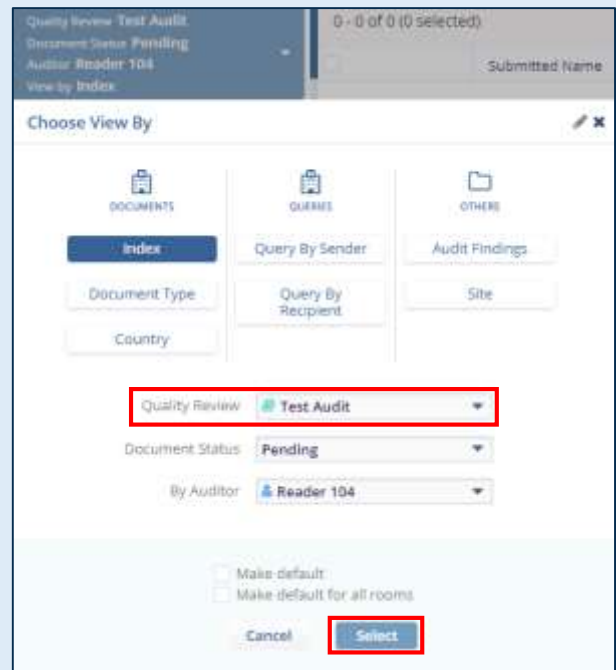 Quality Review Test Audit
Document Status Pending
Auditor Reader 104
View by Index
0 - 0 of 0 (0 selected)
Submitted Name
Choose View By
DOCUMENTS
QUERIES
OTHERS
Index
Query By Sender
Audit Findings
Document Type
Query By
Recipient
Site
Country
Quality Review Test Audit
Document Status Pending
By Auditor Reader 104
Make default
Make default for all rooms
Cancel
Select